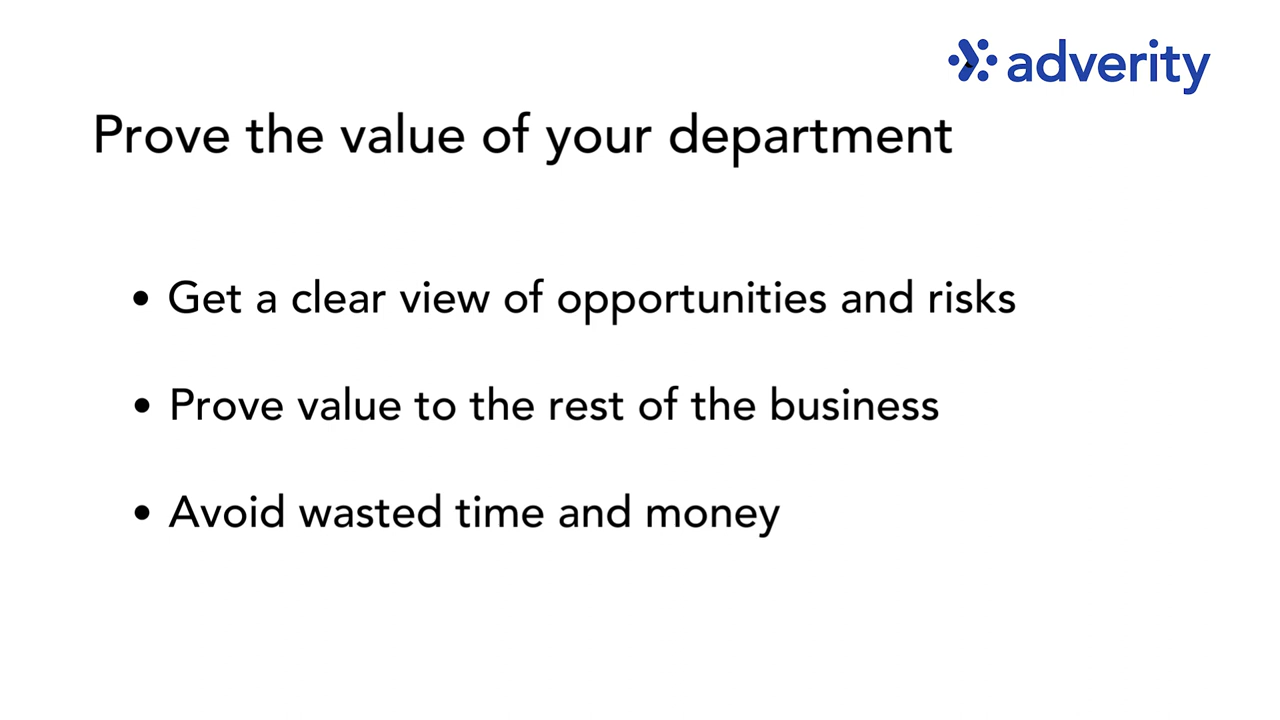 adverity
Prove the value of your department
• Get a clear view of opportunities and risks
• Prove value to the rest of the business
• Avoid wasted time and money